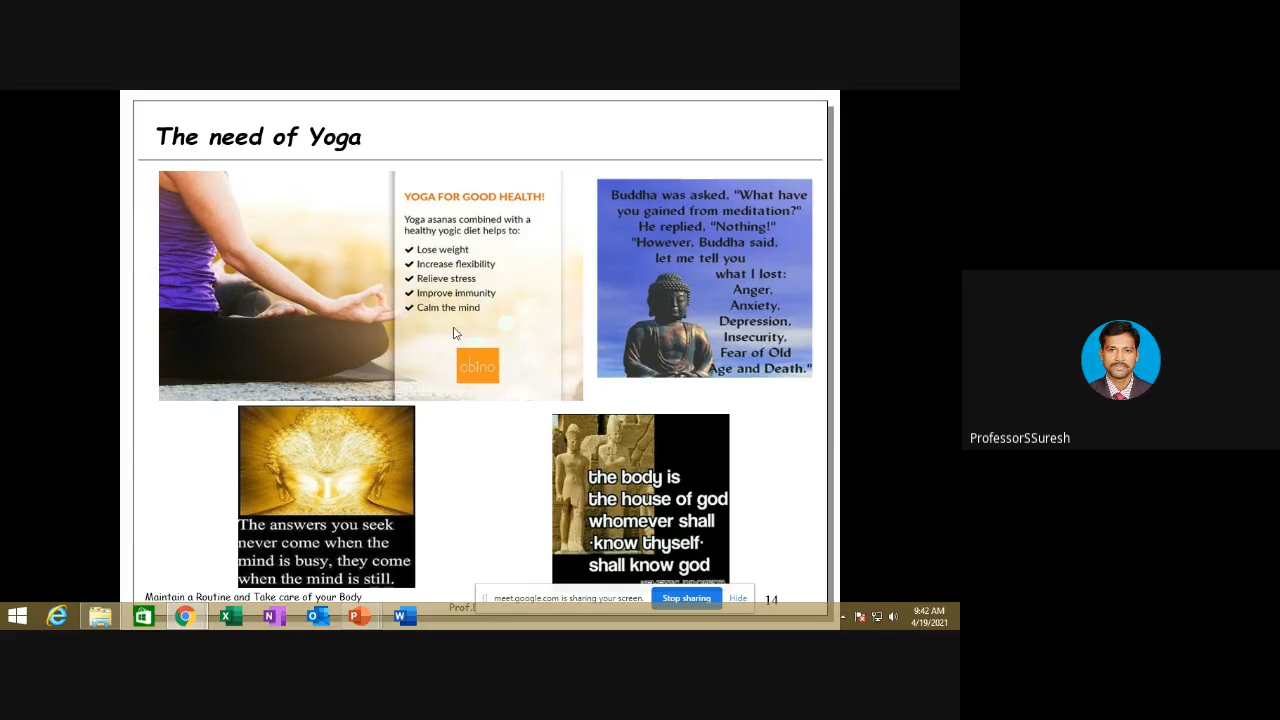 The need of Yoga
YOGA FOR GOOD HEALTH!
Yoga asanas combined with a
healthy yogic diet helps to:
Lose weight
Increase flexibility
Relieve stress
Improve immunity
Calm the mind
obino
Buddha was asked, "What have
you gained from meditation?"
He replied, "Nothing!"
"However, Buddha said,
let me tell you
what I lost:
Anger,
Anxiety,
Depression,
Insecurity,
Fear of Old
Age and Death."
The answers you seek
never come when the
mind is busy, they come
when the mind is still.
the body is
the house of god
whomever shall
·know thyself·
shall know god
Maintain a Routine and Take care of your Body
Prof.
meet.google.com is sharing your screen.
Stop sharing
Hide
14
9:42 AM
4/19/2021
ProfessorSSuresh